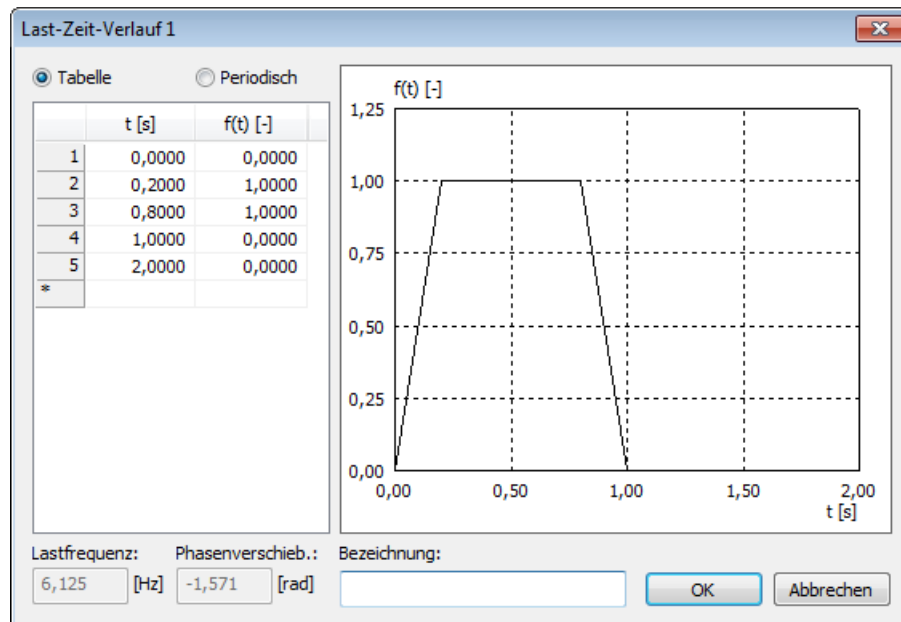 Last-Zeit-Verlauf 1
Tabelle Periodisch
t [s] f(t) [-]
1 0,0000 0,0000
2 0,2000 1,0000
3 0,8000 1,0000
4 1,0000 0,0000
5 2,0000 0,0000
*
f(t) [-]
1,25
1,00
0,75
0,50
0,25
0,00
0,00 0,50 1,00 1,50 2,00
t [s]
Lastfrequenz: Phasenverschieb.: Bezeichnung:
6,125 [Hz] -1,571 [rad] OK Abbrechen